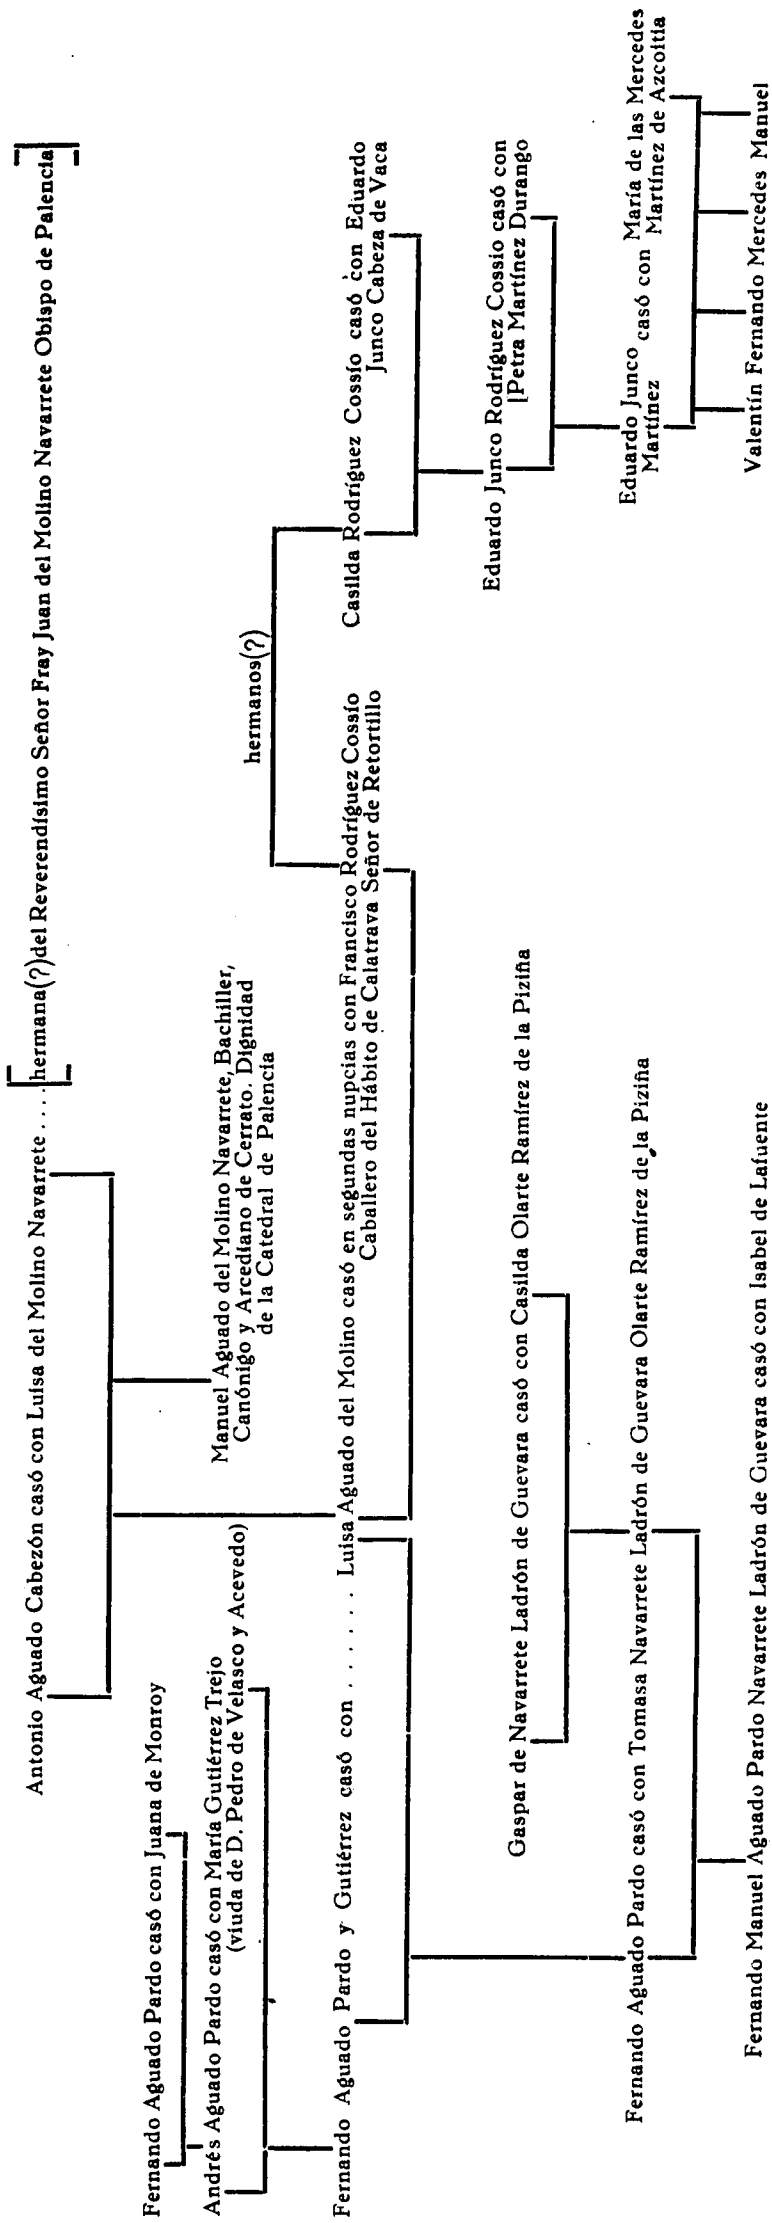 Antonio Aguado Cabezón casó con Luisa del Molino Navarrete .... [hermana(?) del Reverendísimo Señor Fray Juan del Molino Navarrete Obispo de Palencia]
Fernando Aguado Pardo casó con Juana de Monroy
Manuel Aguado del Molino Navarrete, Bachiller,
Canónigo y Arcediano de Cerrato. Dignidad
de la Catedral de Palencia
Andrés Aguado Pardo casó con María Gutiérrez Trejo
(viuda de D. Pedro de Velasco y Acevedo)
hermanos(?)
Fernando Aguado Pardo y Gutiérrez casó con ...... Luisa Aguado del Molino casó en segundas nupcias con Francisco Rodríguez Cossío
Caballero del Hábito de Calatrava Señor de Retortillo
Casilda Rodríguez Cossío casó con Eduardo
Junco Cabeza de Vaca
Gaspar de Navarrete Ladrón de Guevara casó con Casilda Olarte Ramírez de la Piziña
Eduardo Junco Rodríguez Cossio casó con
[Petra Martínez Durango
Fernando Aguado Pardo casó con Tomasa Navarrete Ladrón de Guevara Olarte Ramírez de la Piziña
Eduardo Junco casó con María de las Mercedes
Martínez Martínez de Azcoitia
Fernando Manuel Aguado Pardo Navarrete Ladrón de Guevara casó con Isabel de Lafuente
Valentín Fernando Mercedes Manuel